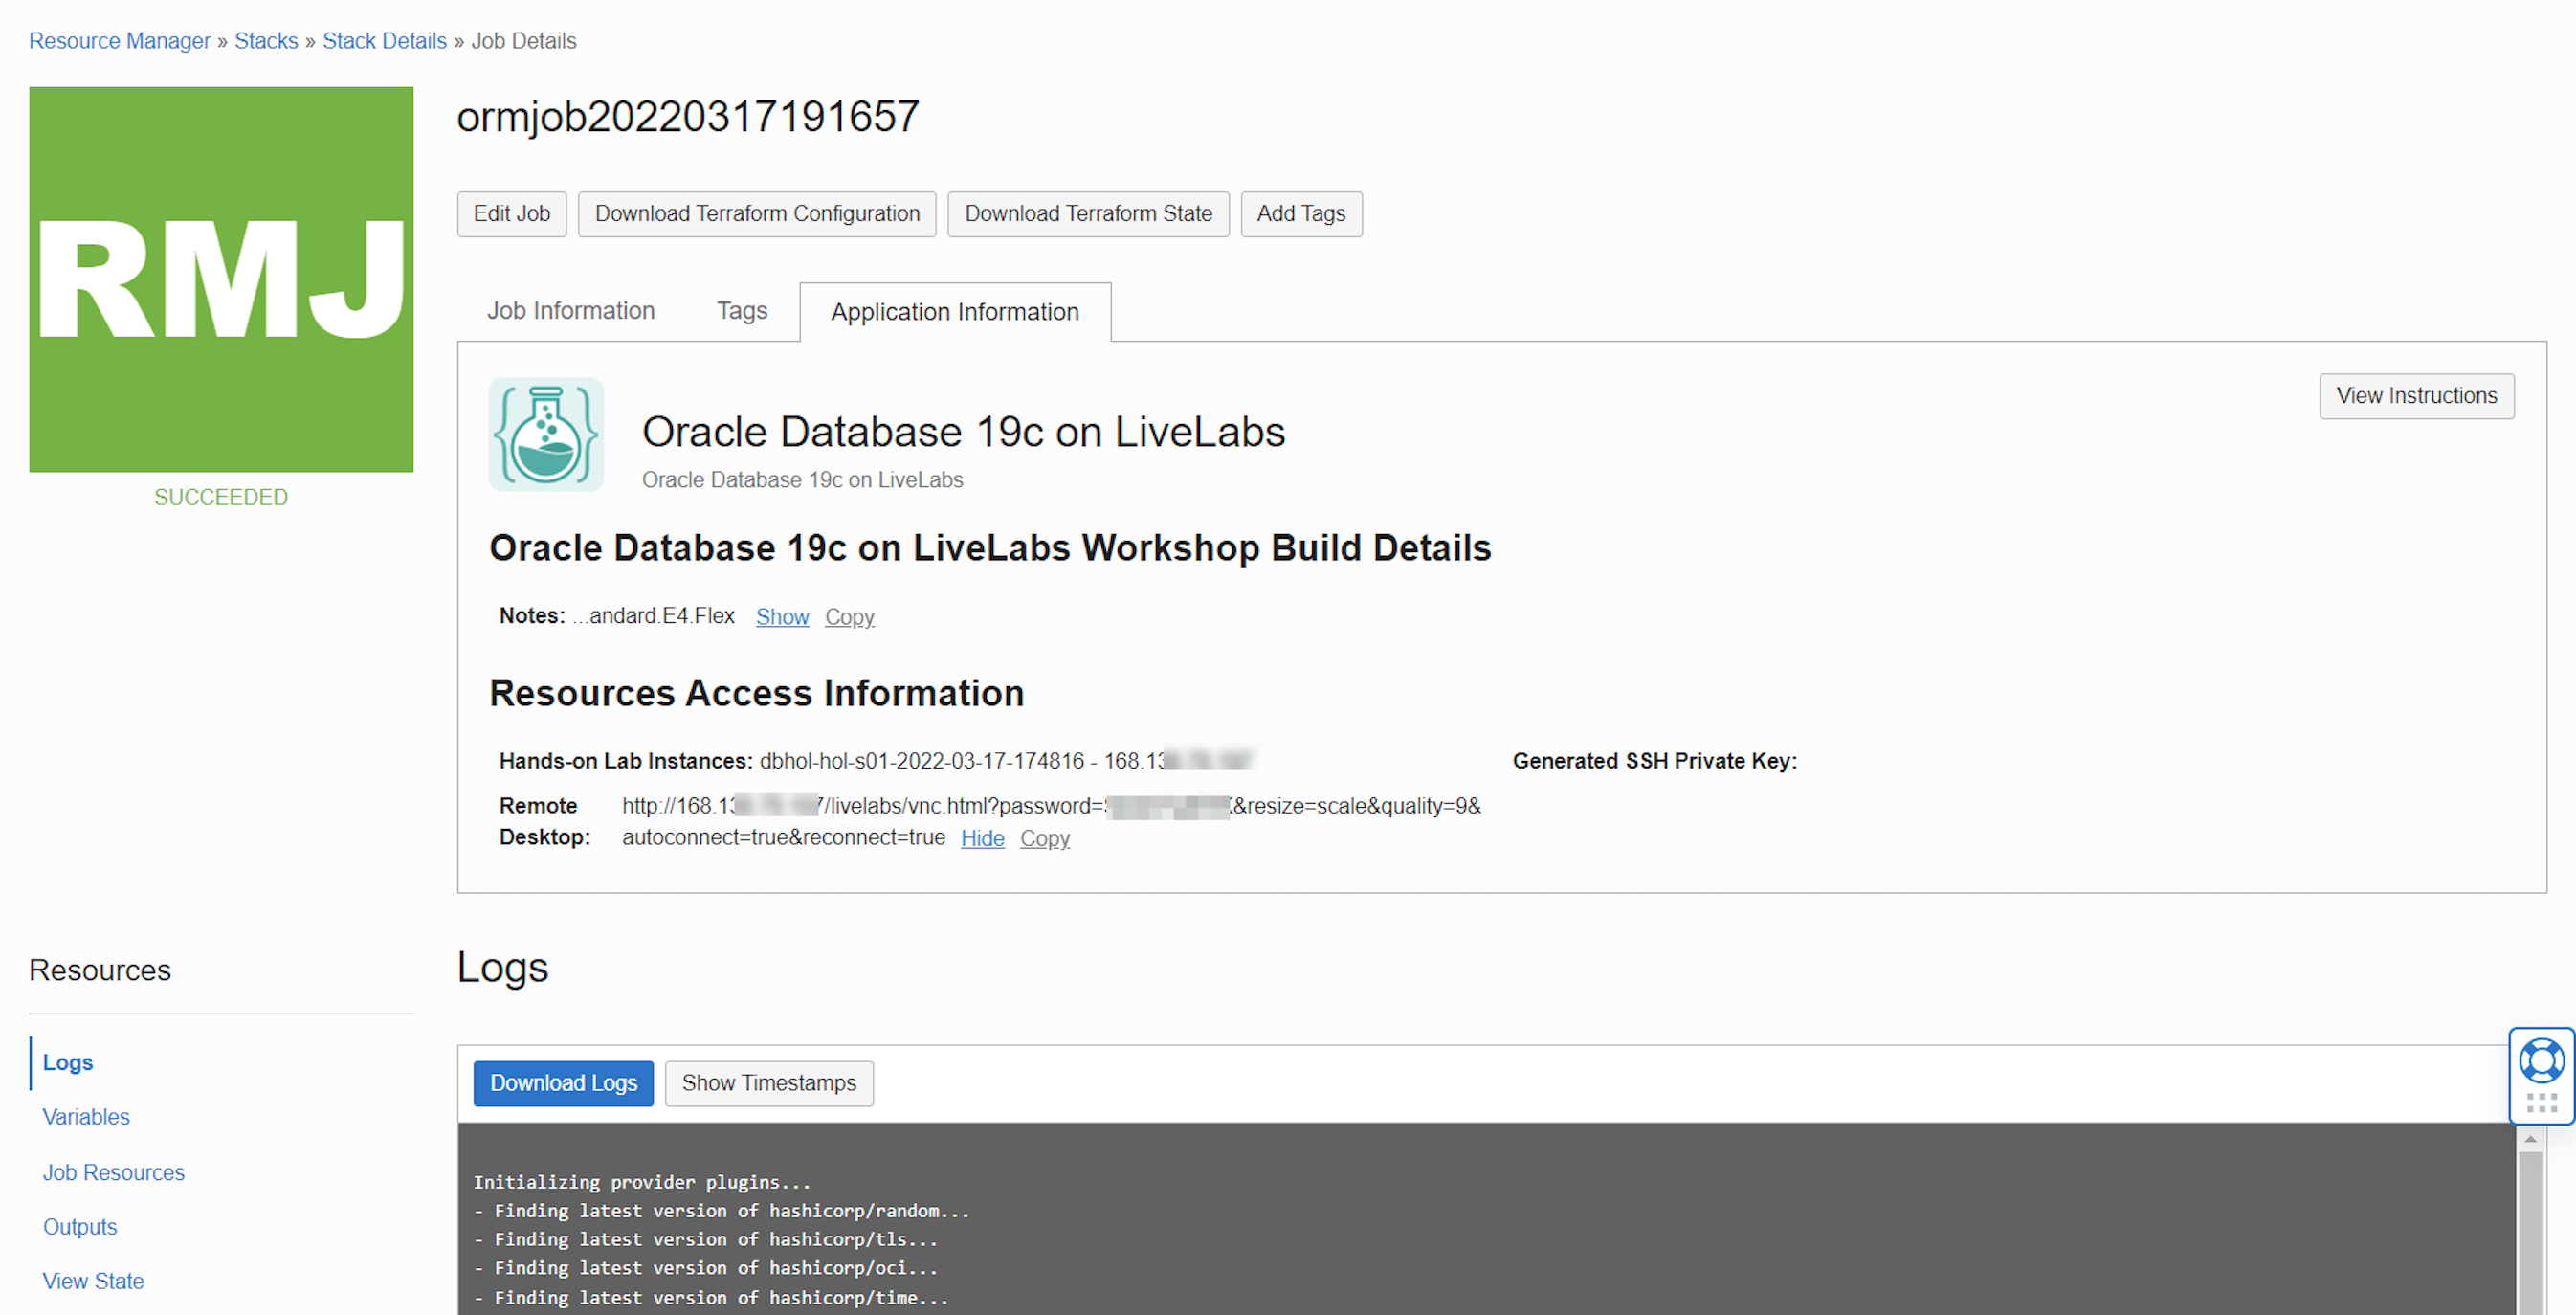 Resource Manager » Stacks » Stack Details » Job Details
RMJ
SUCCEEDED
ormjob20220317191657
Edit Job Download Terraform Configuration Download Terraform State Add Tags
Job Information Tags Application Information
View Instructions
Oracle Database 19c on LiveLabs
Oracle Database 19c on LiveLabs
Oracle Database 19c on LiveLabs Workshop Build Details
Notes: ...andard.E4.Flex Show Copy
Resources Access Information
Hands-on Lab Instances: dbhol-hol-s01-2022-03-17-174816 - 168.13
Generated SSH Private Key:
Remote Desktop: http://168.13 /livelabs/vnc.html?password= &resize=scale&quality=9&
autoconnect=true&reconnect=true Hide Copy
Resources
Logs
Variables
Job Resources
Outputs
View State
Logs
Download Logs Show Timestamps
Initializing provider plugins...
- Finding latest version of hashicorp/random...
- Finding latest version of hashicorp/tls...
- Finding latest version of hashicorp/oci...
- Finding latest version of hashicorp/time...